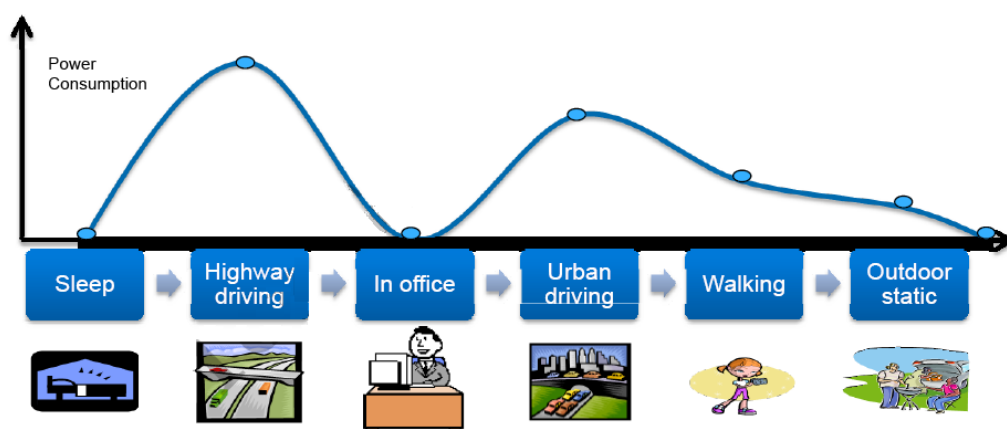 Power
Consumption
Sleep
Highway
driving
In office
Urban
driving
Walking
Outdoor
static